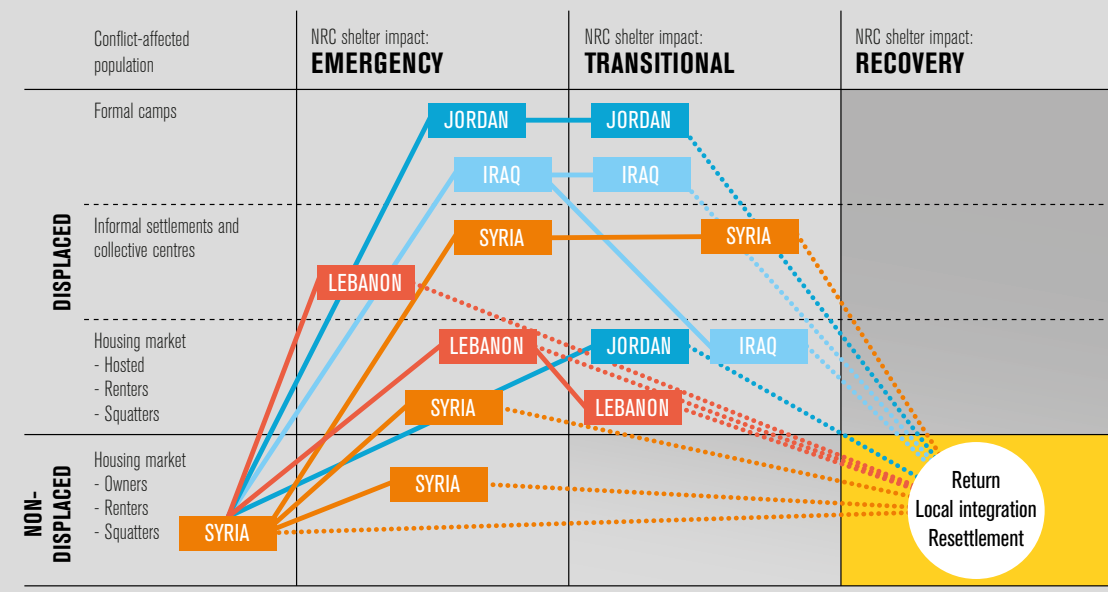 Conflict-affected
population
NRC shelter impact:
EMERGENCY
NRC shelter impact:
TRANSITIONAL
NRC shelter impact:
RECOVERY
DISPLACED
Formal camps
JORDAN
JORDAN
IRAQ
IRAQ
Informal settlements and
collective centres
SYRIA
SYRIA
LEBANON
Housing market
- Hosted
- Renters
- Squatters
LEBANON
JORDAN
IRAQ
SYRIA
LEBANON
NON-
DISPLACED
Housing market
- Owners
- Renters
- Squatters
SYRIA
SYRIA
Return
Local integration
Resettlement